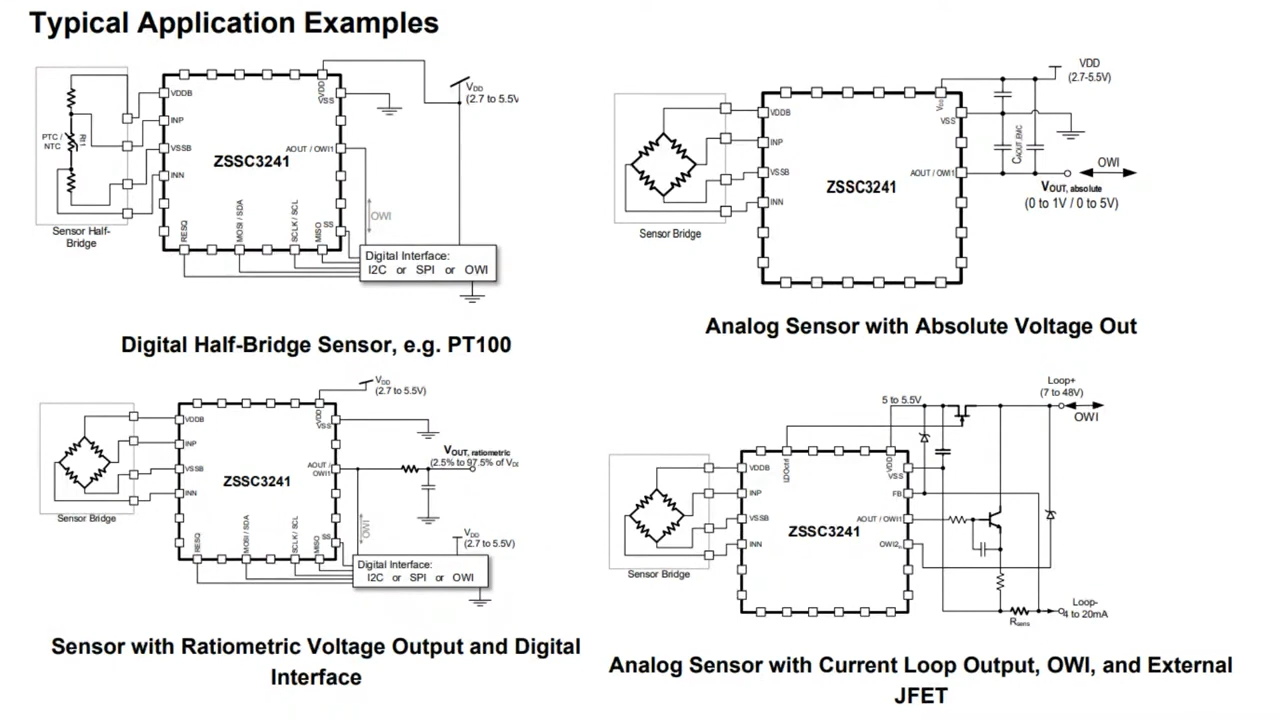 Typical Application Examples
VDDB
INP
VSSB
INN
VDD
VSS
AOUT / OWI1
ZSSC3241
PTC /
NTC
RESQ
MOSI / SDA
SCLK / SCL
MISO
SS
OWI
VDD
(2.7 to 5.5V
Sensor Half-
Bridge
Digital Interface:
I2C or SPI or OWI
Digital Half-Bridge Sensor, e.g. PT100
VDDB
INP
VSSB
INN
VDD
VSS
AOUT / OWI1
ZSSC3241
CAOUT,EMC
VDD
(2.7-5.5V)
OWI
VOUT, absolute
(0 to 1V / 0 to 5V)
Sensor Bridge
Analog Sensor with Absolute Voltage Out
VDD
(2.7 to 5.5V)
VDDB
INP
VSSB
INN
VDD
VSS
AOUT /
OWI1
ZSSC3241
VOUT, ratiometric
(2.5% to 97.5% of VDD
Sensor Bridge
RESQ
MOSI / SDA
SCLK / SCL
MISO
SS
OWI
VDD
(2.7 to 5.5V)
Digital Interface:
I2C or SPI or OWI
Sensor with Ratiometric Voltage Output and Digital
Interface
Loop+
(7 to 48V)
5 to 5.5V
OWI
VDDB
INP
VSSB
INN
VDD
VSS
FB
AOUT / OWI1
OWI2
ZSSC3241
Sensor Bridge
Rsens
Loop-
4 to 20mA
Analog Sensor with Current Loop Output, OWI, and External
JFET